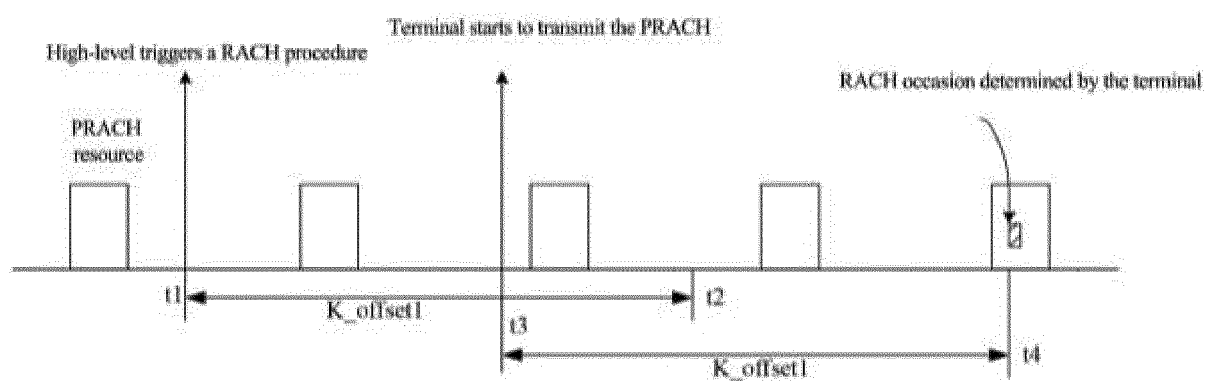 Terminal starts to transmit the PRACH
High-level triggers a RACH procedure
RACH occasion determined by the terminal
PRACH
resource
t1
K_offset1
t2
t3
K_offset1
t4